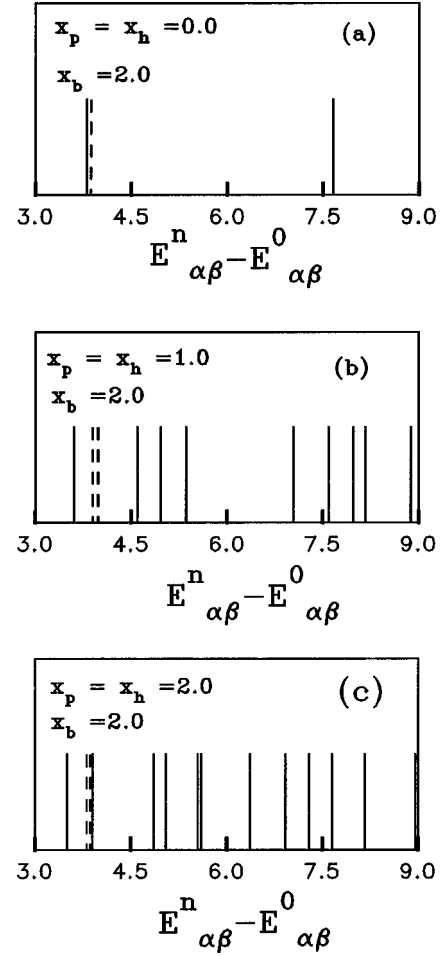 x_p = x_h =0.0
(a)
x_b =2.0
3.0 4.5 6.0 7.5 9.0
E^n_αβ−E^0_αβ
x_p = x_h =1.0
(b)
x_b =2.0
3.0 4.5 6.0 7.5 9.0
E^n_αβ−E^0_αβ
x_p = x_h =2.0
(c)
x_b =2.0
3.0 4.5 6.0 7.5 9.0
E^n_αβ−E^0_αβ